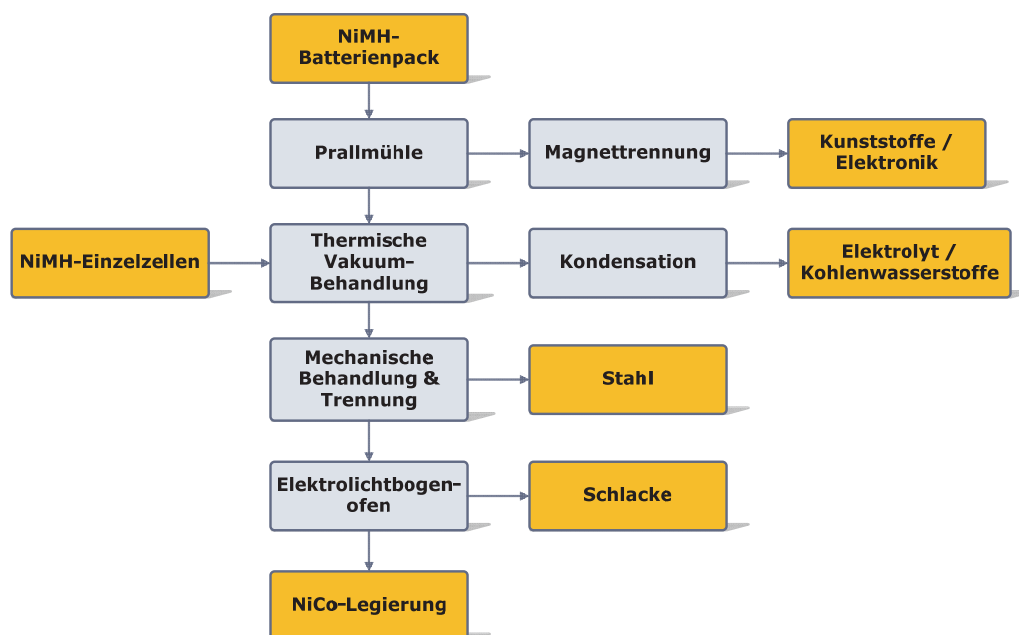 NiMH-
Batterienpack
Prallmühle
Magnettrennung
Kunststoffe /
Elektronik
NiMH-Einzelzellen
Thermische
Vakuum-
Behandlung
Kondensation
Elektrolyt /
Kohlenwasserstoffe
Mechanische
Behandlung &
Trennung
Stahl
Elektrolichtbogen-
ofen
Schlacke
NiCo-Legierung